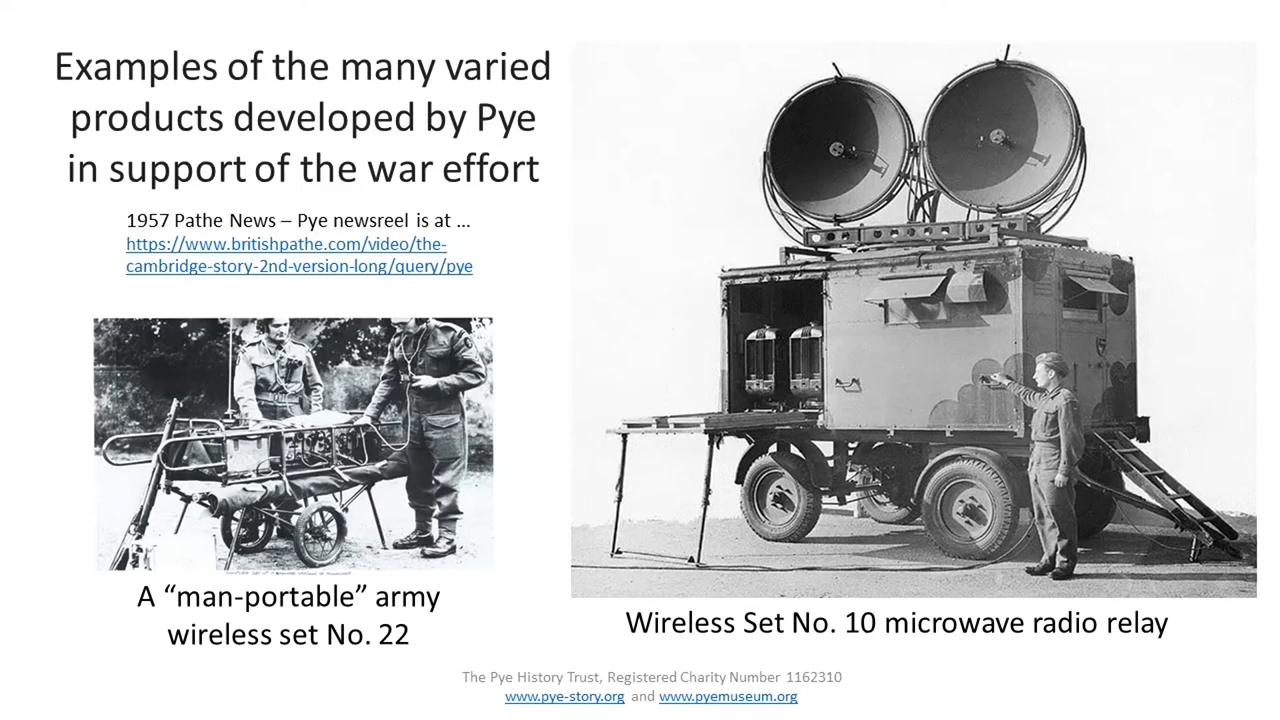 Examples of the many varied
products developed by Pye
in support of the war effort
1957 Pathe News – Pye newsreel is at ...
https://www.britishpathe.com/video/the-
cambridge-story-2nd-version-long/query/pye
A “man-portable” army
wireless set No. 22
Wireless Set No. 10 microwave radio relay
The Pye History Trust, Registered Charity Number 1162310
www.pye-story.org and www.pyemuseum.org